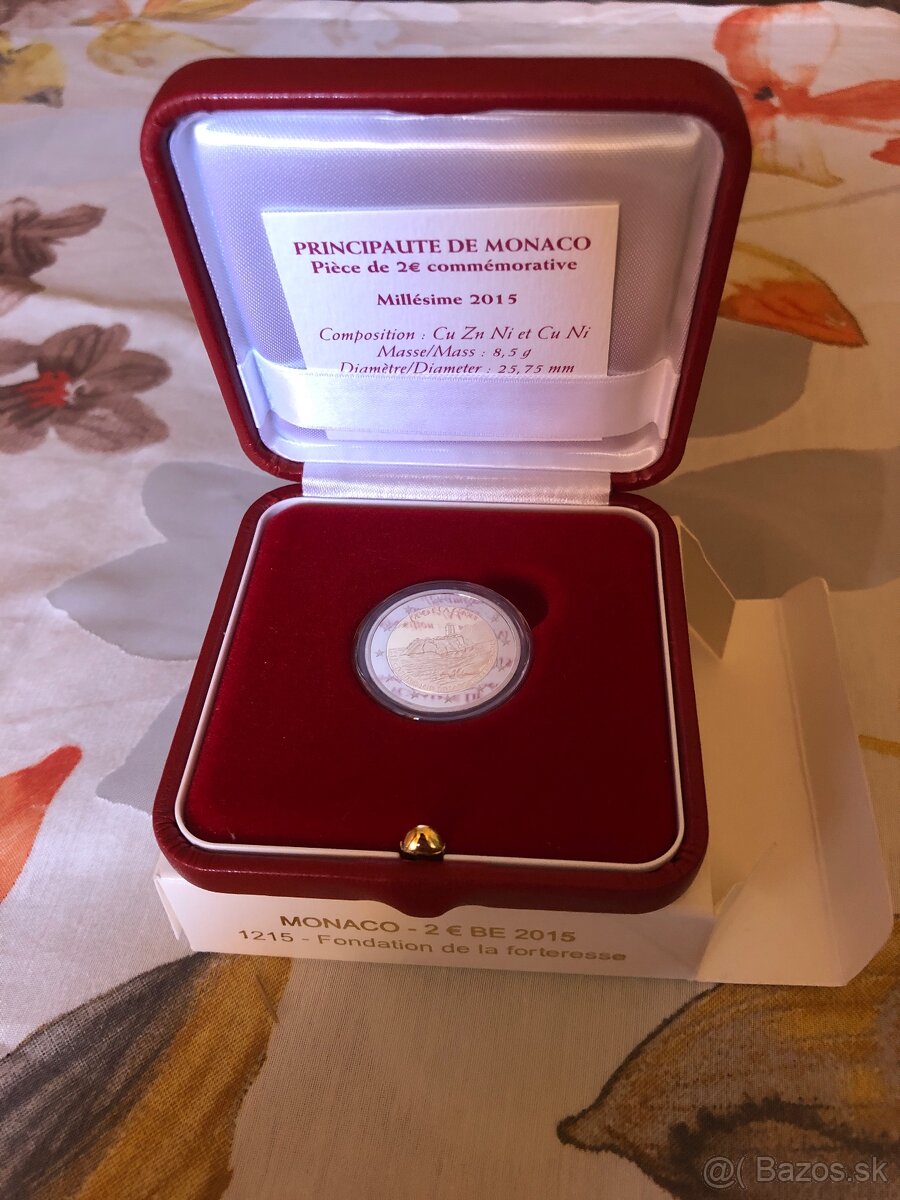 PRINCIPAUTE DE MONACO
Pièce de 2€ commémorative
Millésime 2015
Composition : Cu Zn Ni et Cu Ni
Masse/Mass : 8,5 g
Diamètre/Diameter : 25,75 mm
MONACO - 2 € BE 2015
1215 - Fondation de la forteresse
@( Bazos.sk